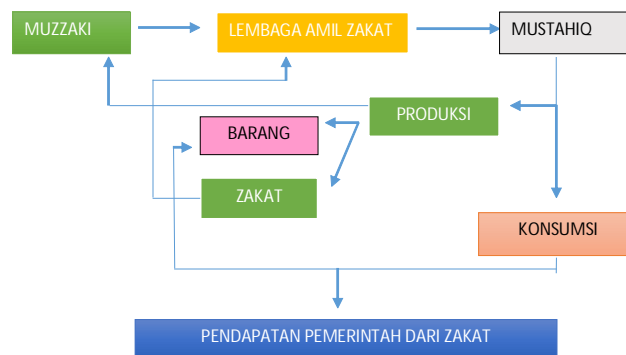 MUZZAKI
LEMBAGA AMIL ZAKAT
MUSTAHIQ
PRODUKSI
BARANG
ZAKAT
KONSUMSI
PENDAPATAN PEMERINTAH DARI ZAKAT